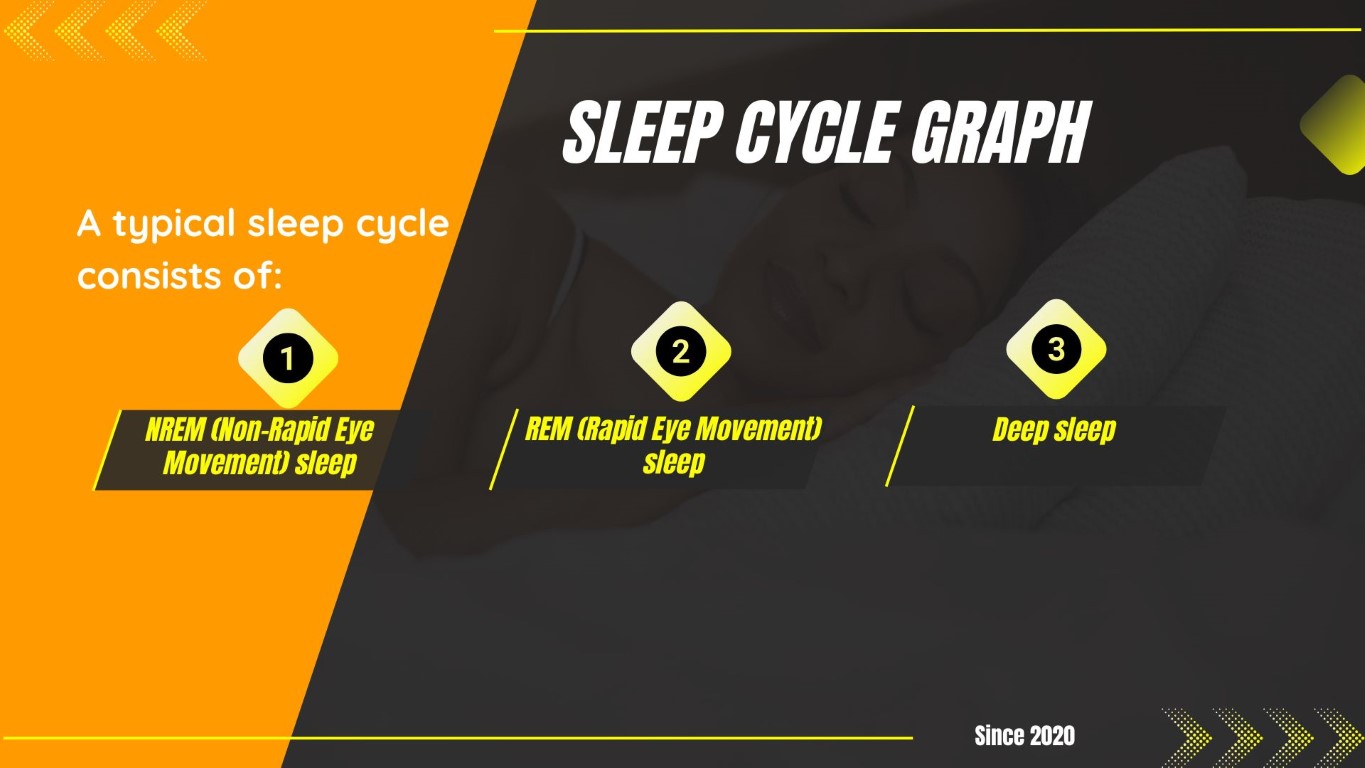 SLEEP CYCLE GRAPH
A typical sleep cycle
consists of:
1
NREM (Non-Rapid Eye
Movement) sleep
2
REM (Rapid Eye Movement)
sleep
3
Deep sleep
Since 2020